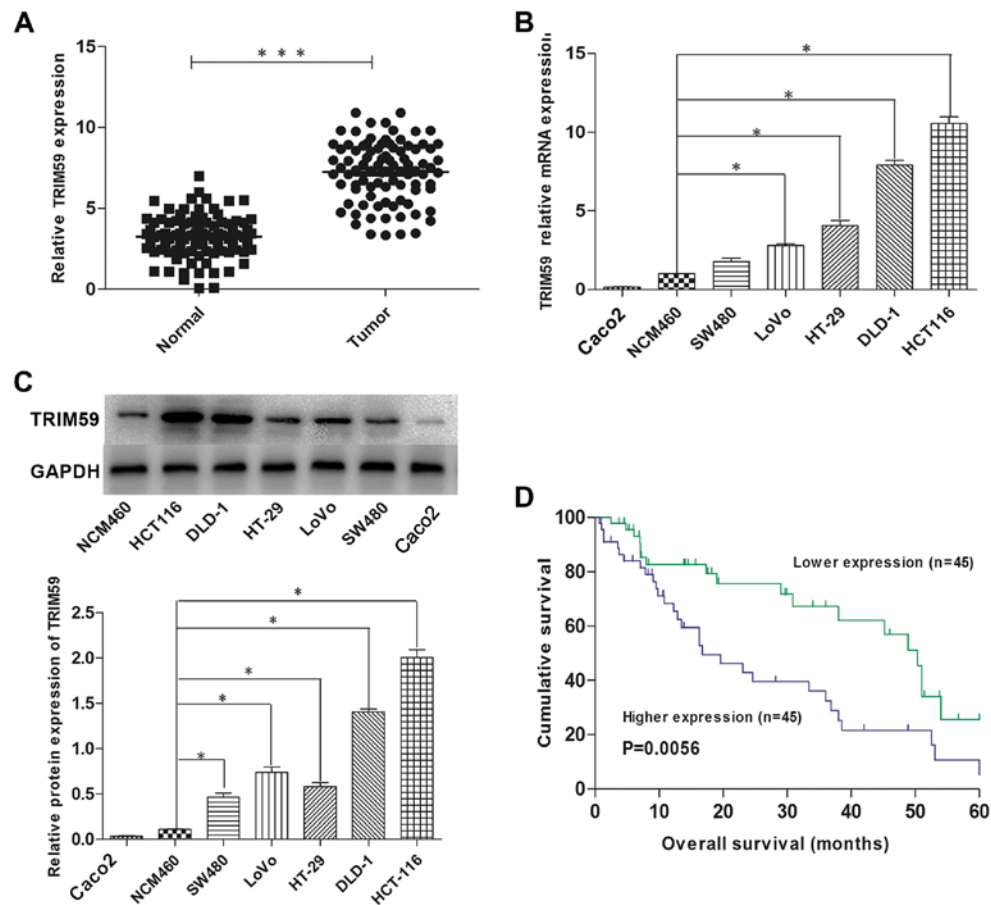 A
Relative TRIM59 expression
15
10
5
0
* * *
Normal
Tumor
B
TRIM59 relative mRNA expression
15
10
5
0
*
*
*
*
Caco2
NCM460
SW480
LoVo
HT-29
DLD-1
HCT116
C
TRIM59
GAPDH
NCM460
HCT116
DLD-1
HT-29
LoVo
SW480
Caco2
Relative protein expression of TRIM59
2.5
2.0
1.5
1.0
0.5
0.0
*
*
*
*
*
Caco2
NCM460
SW480
LoVo
HT-29
DLD-1
HCT-116
D
Cumulative survival
100
80
60
40
20
0
Lower expression (n=45)
Higher expression (n=45)
P=0.0056
0 10 20 30 40 50 60
Overall survival (months)